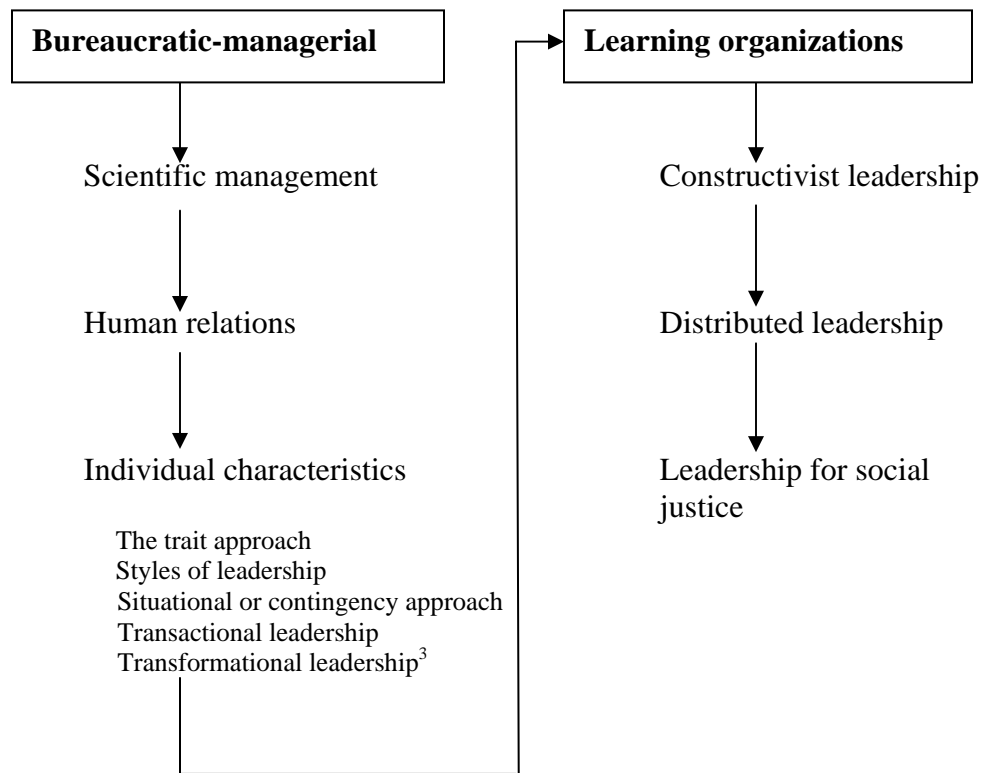 Bureaucratic-managerial
Scientific management
Human relations
Individual characteristics
The trait approach
Styles of leadership
Situational or contingency approach
Transactional leadership
Transformational leadership³
Learning organizations
Constructivist leadership
Distributed leadership
Leadership for social
justice